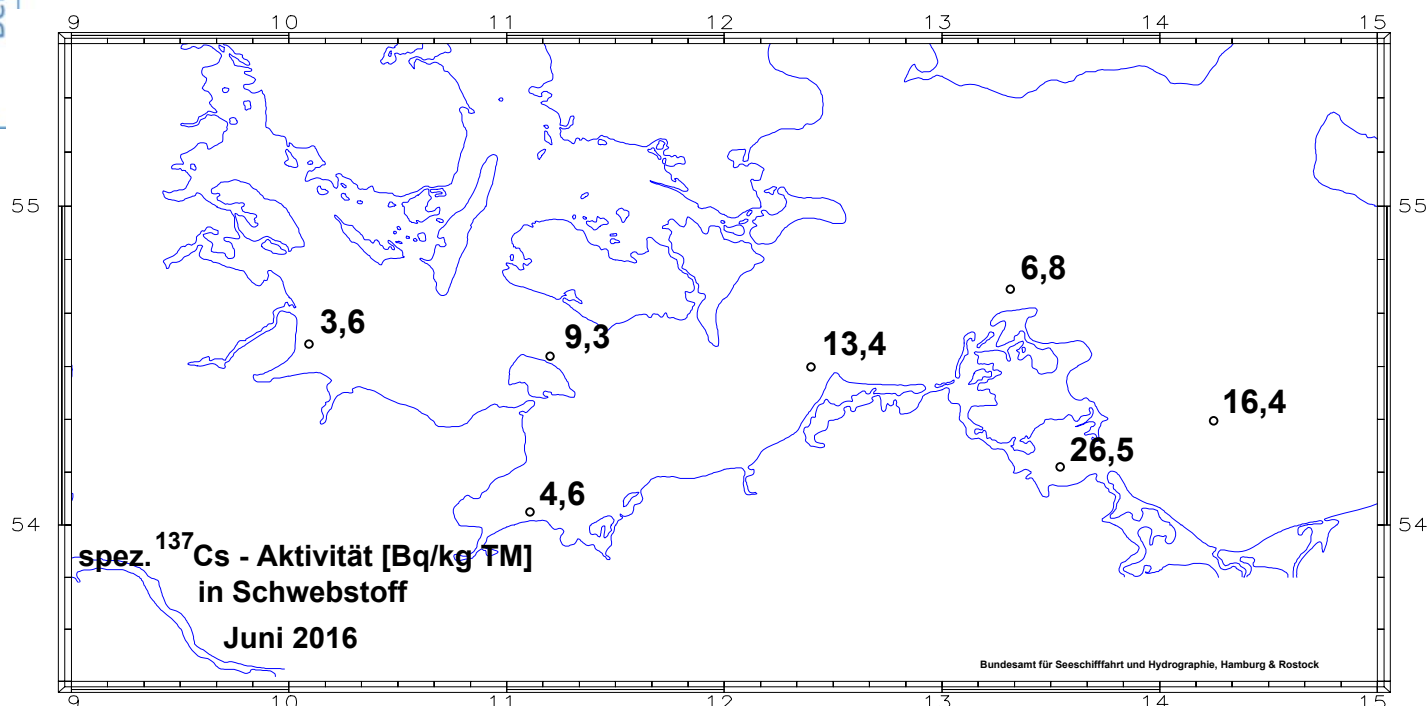 9 10 11 12 13 14 15
55 55
6,8
3,6
9,3
13,4
16,4
26,5
4,6
54 54
spez. 137Cs - Aktivität [Bq/kg TM]
in Schwebstoff
Juni 2016
Bundesamt für Seeschifffahrt und Hydrographie, Hamburg & Rostock
9 10 11 12 13 14 15